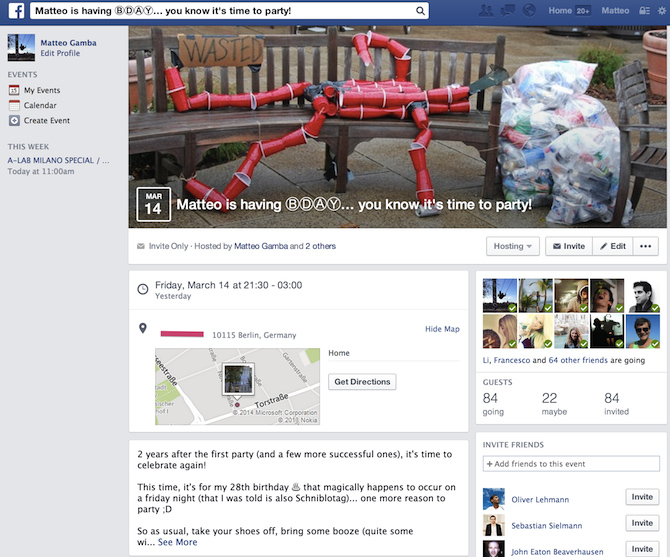 Matteo is having ⒷⒹⒶⓎ... you know it's time to party!
Home 20+ Matteo
Matteo Gamba
Edit Profile
EVENTS
My Events
Calendar
Create Event
THIS WEEK
A-LAB MILANO SPECIAL / ...
Today at 11:00am
WASTED
MAR
14
Matteo is having ⒷⒹⒶⓎ... you know it's time to party!
Invite Only · Hosted by Matteo Gamba and 2 others
Hosting
Invite
Edit
Friday, March 14 at 21:30 - 03:00
Yesterday
10115 Berlin, Germany
Hide Map
Home
Get Directions
Gartenstraße
Torstraße
© 2014 Microsoft Corporation
Nokia
2 years after the first party (and a few more successful ones), it's time to
celebrate again!
This time, it's for my 28th birthday ♨ that magically happens to occur on
a friday night (that I was told is also Schniblotag)... one more reason to
party ;D
So as usual, take your shoes off, bring some booze (quite some
wi... See More
Li, Francesco and 64 other friends are going
GUESTS
84 22 84
going maybe invited
INVITE FRIENDS
+ Add friends to this event
Oliver Lehmann Invite
Sebastian Sielmann Invite
John Eaton Beaverhausen Invite